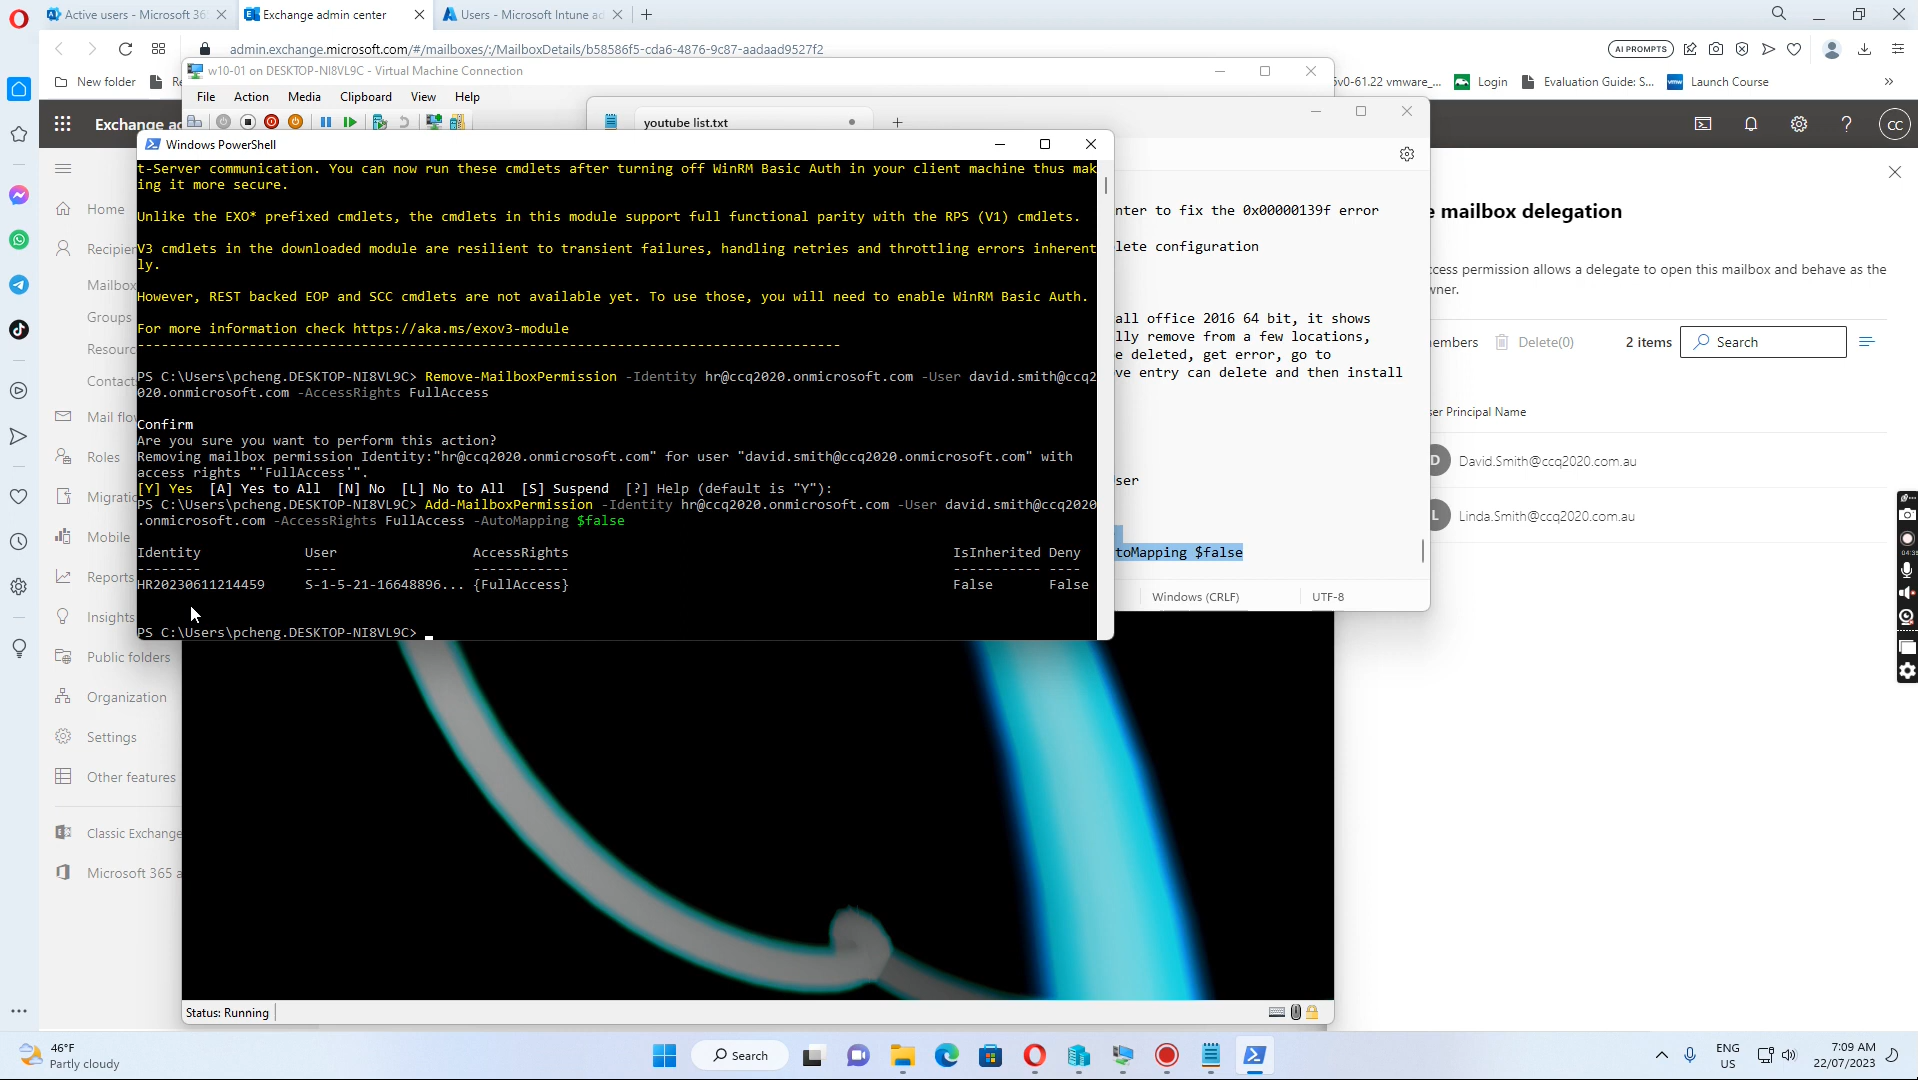 Active users - Microsoft 36
Exchange admin center
Users - Microsoft Intune ad
admin.exchange.microsoft.com/#/mailboxes/:/MailboxDetails/b58586f5-cda6-4876-9c87-aadaad9527f2
AI PROMPTS
New folder
w10-01 on DESKTOP-NI8VL9C - Virtual Machine Connection
5v0-61.22 vmware_...
Login
Evaluation Guide: S...
Launch Course
File Action Media Clipboard View Help
Exchange ad
youtube list.txt
CC
Windows PowerShell
t-Server communication. You can now run these cmdlets after turning off WinRM Basic Auth in your client machine thus mak
ing it more secure.
Unlike the EXO* prefixed cmdlets, the cmdlets in this module support full functional parity with the RPS (V1) cmdlets.
V3 cmdlets in the downloaded module are resilient to transient failures, handling retries and throttling errors inherent
ly.
However, REST backed EOP and SCC cmdlets are not available yet. To use those, you will need to enable WinRM Basic Auth.
For more information check https://aka.ms/exov3-module
----------------------------------------------------------------------------------------
PS C:\Users\pcheng.DESKTOP-NI8VL9C> Remove-MailboxPermission -Identity hr@ccq2020.onmicrosoft.com -User david.smith@ccq2
020.onmicrosoft.com -AccessRights FullAccess
Confirm
Are you sure you want to perform this action?
Removing mailbox permission Identity:"hr@ccq2020.onmicrosoft.com" for user "david.smith@ccq2020.onmicrosoft.com" with
access rights "'FullAccess'".
[Y] Yes [A] Yes to All [N] No [L] No to All [S] Suspend [?] Help (default is "Y"):
PS C:\Users\pcheng.DESKTOP-NI8VL9C> Add-MailboxPermission -Identity hr@ccq2020.onmicrosoft.com -User david.smith@ccq2020
.onmicrosoft.com -AccessRights FullAccess -AutoMapping $false
Identity User AccessRights IsInherited Deny
-------- ---- ------------ ----------- ----
HR20230611214459 S-1-5-21-16648896... {FullAccess} False False
PS C:\Users\pcheng.DESKTOP-NI8VL9C>
Home
Recipien
Mailbox
Groups
Resourc
Contact
Mail flo
Roles
Migratio
Mobile
Reports
Insights
Public folders
Organization
Settings
Other features
Classic Exchange
Microsoft 365 a
nter to fix the 0x00000139f error
lete configuration
all office 2016 64 bit, it shows
lly remove from a few locations,
e deleted, get error, go to
ve entry can delete and then install
ser
toMapping $false
Windows (CRLF) UTF-8
e mailbox delegation
cess permission allows a delegate to open this mailbox and behave as the
wner.
embers Delete(0) 2 items Search
ser Principal Name
D David.Smith@ccq2020.com.au
L Linda.Smith@ccq2020.com.au
Status: Running
46°F
Partly cloudy
Search
ENG
US
7:09 AM
22/07/2023